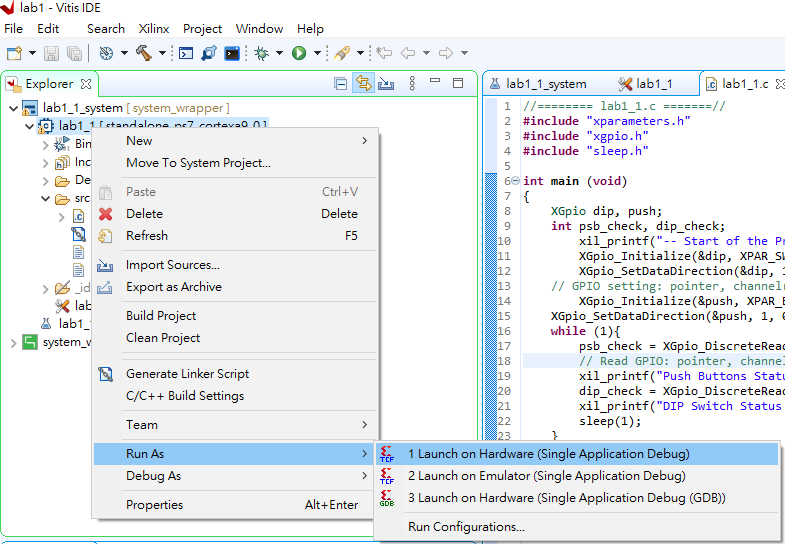 lab1 - Vitis IDE
File Edit Search Xilinx Project Window Help
Explorer
lab1_1_system [ system_wrapper ]
lab1_1 [ standalone_ps7_cortexa9_0 ]
Bin
Inc
De
src
_id
lab
lab1_1
system_w
New
Move To System Project...
Paste Ctrl+V
Delete Delete
Refresh F5
Import Sources...
Export as Archive
Build Project
Clean Project
Generate Linker Script
C/C++ Build Settings
Team
Run As
Debug As
Properties Alt+Enter
1 Launch on Hardware (Single Application Debug)
2 Launch on Emulator (Single Application Debug)
3 Launch on Hardware (Single Application Debug (GDB))
Run Configurations...
lab1_1_system lab1_1 lab1_1.c
1 //======== lab1_1.c =======//
2 #include "xparameters.h"
3 #include "xgpio.h"
4 #include "sleep.h"
5
6 int main (void)
7 {
8 XGpio dip, push;
9 int psb_check, dip_check;
10 xil_printf("-- Start of the Pr
11 XGpio_Initialize(&dip, XPAR_SW
12 XGpio_SetDataDirection(&dip, 1
13 // GPIO setting: pointer, channel(
14 XGpio_Initialize(&push, XPAR_B
15 XGpio_SetDataDirection(&push, 1, 0
16 while (1){
17 psb_check = XGpio_DiscreteRead
18 // Read GPIO: pointer, channel
19 xil_printf("Push Buttons Statu
20 dip_check = XGpio_DiscreteRead
21 xil_printf("DIP Switch Status
22 sleep(1);
23 }